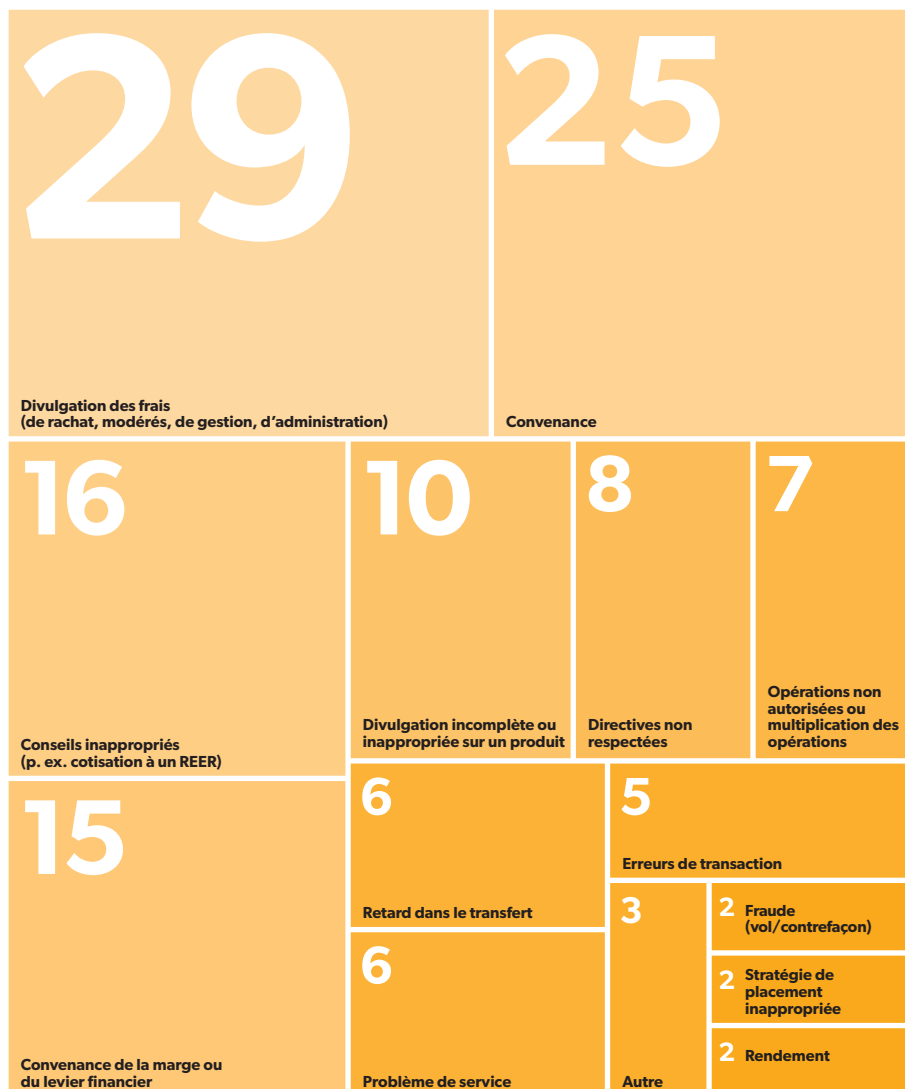 29
Divulgation des frais
(de rachat, modérés, de gestion, d'administration)
25
Convenance
16
Conseils inappropriés
(p. ex. cotisation à un REER)
10
Divulgation incomplète ou
inappropriée sur un produit
8
Directives non
respectées
7
Opérations non
autorisées ou
multiplication des
opérations
15
Convenance de la marge ou
du levier financier
6
Retard dans le transfert
6
Problème de service
5
Erreurs de transaction
3
Autre
2 Fraude
(vol/contrefaçon)
2 Stratégie de
placement
inappropriée
2 Rendement